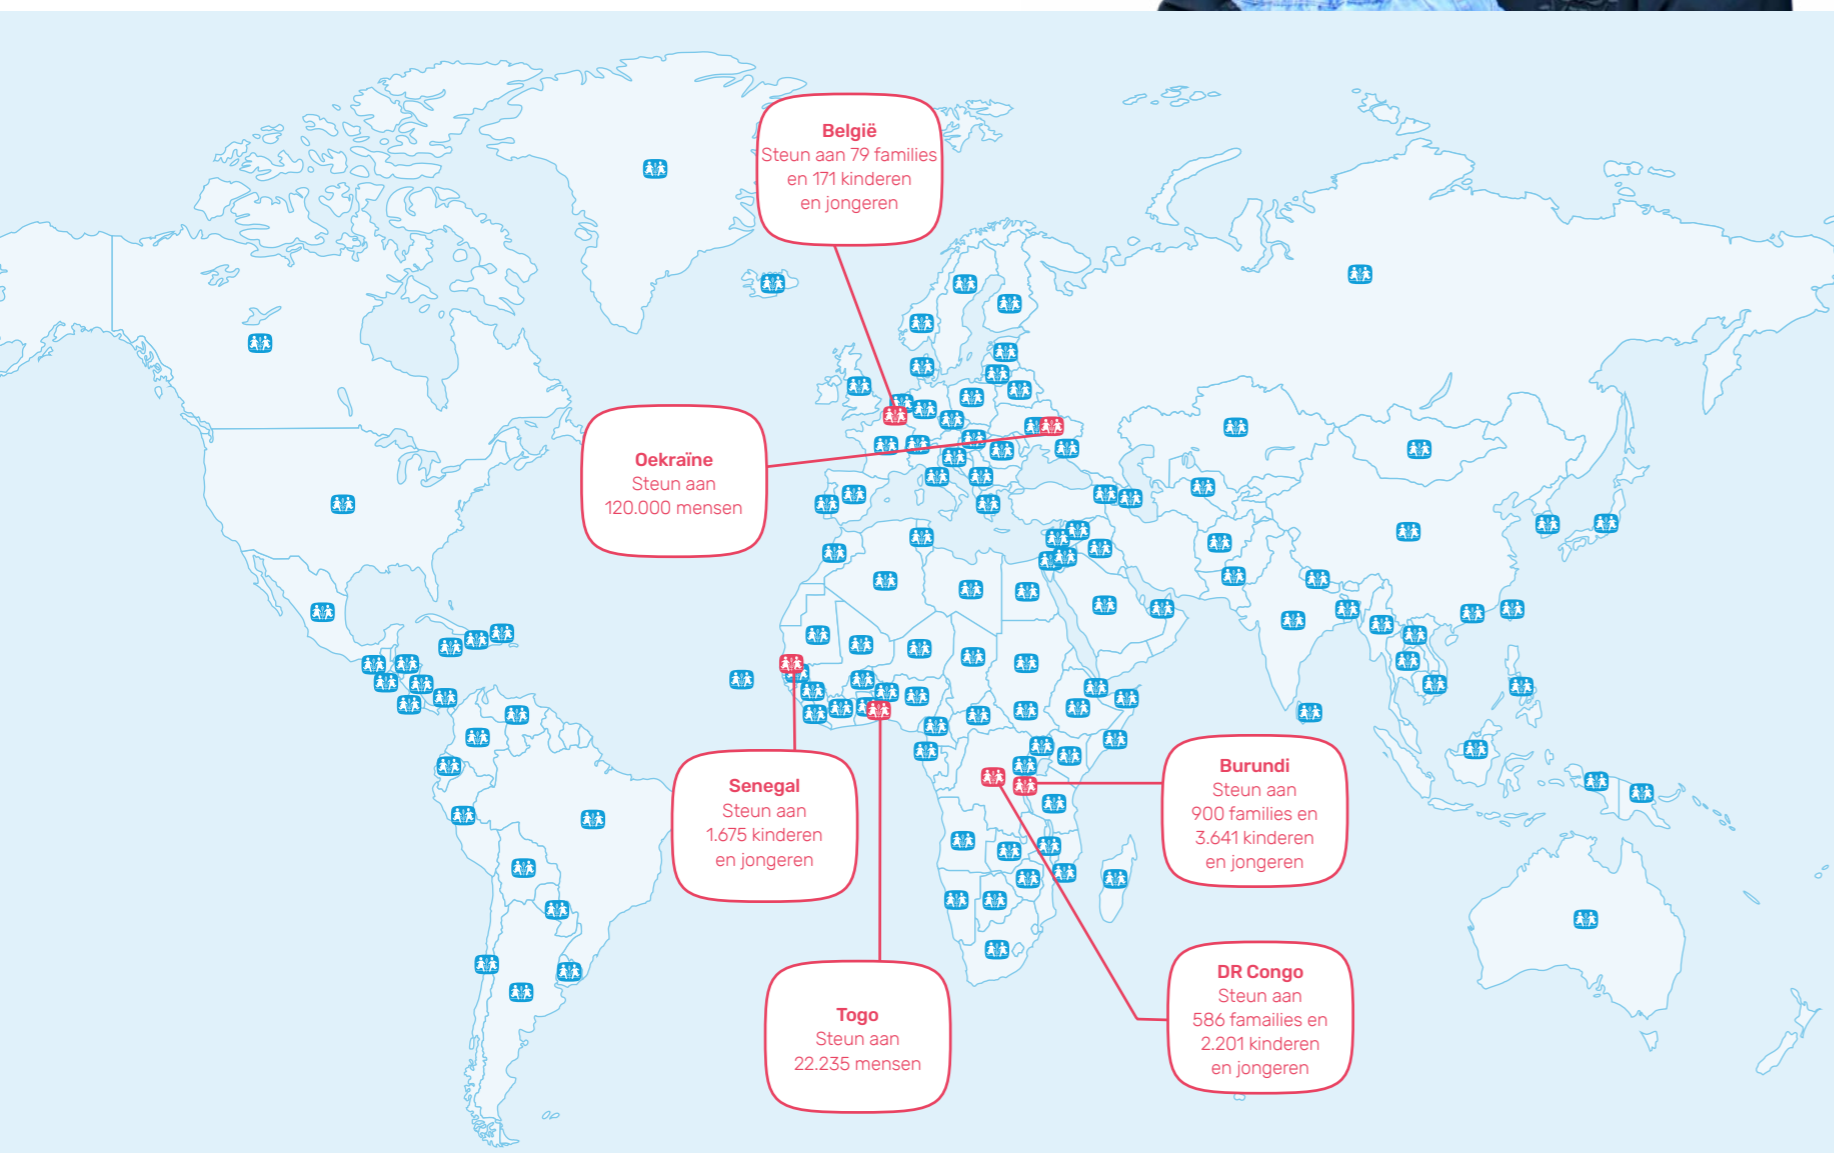 België
Steun aan 79 families
en 171 kinderen
en jongeren
Oekraïne
Steun aan
120.000 mensen
Senegal
Steun aan
1.675 kinderen
en jongeren
Burundi
Steun aan
900 families en
3.641 kinderen
en jongeren
Togo
Steun aan
22.235 mensen
DR Congo
Steun aan
586 famailies en
2.201 kinderen
en jongeren